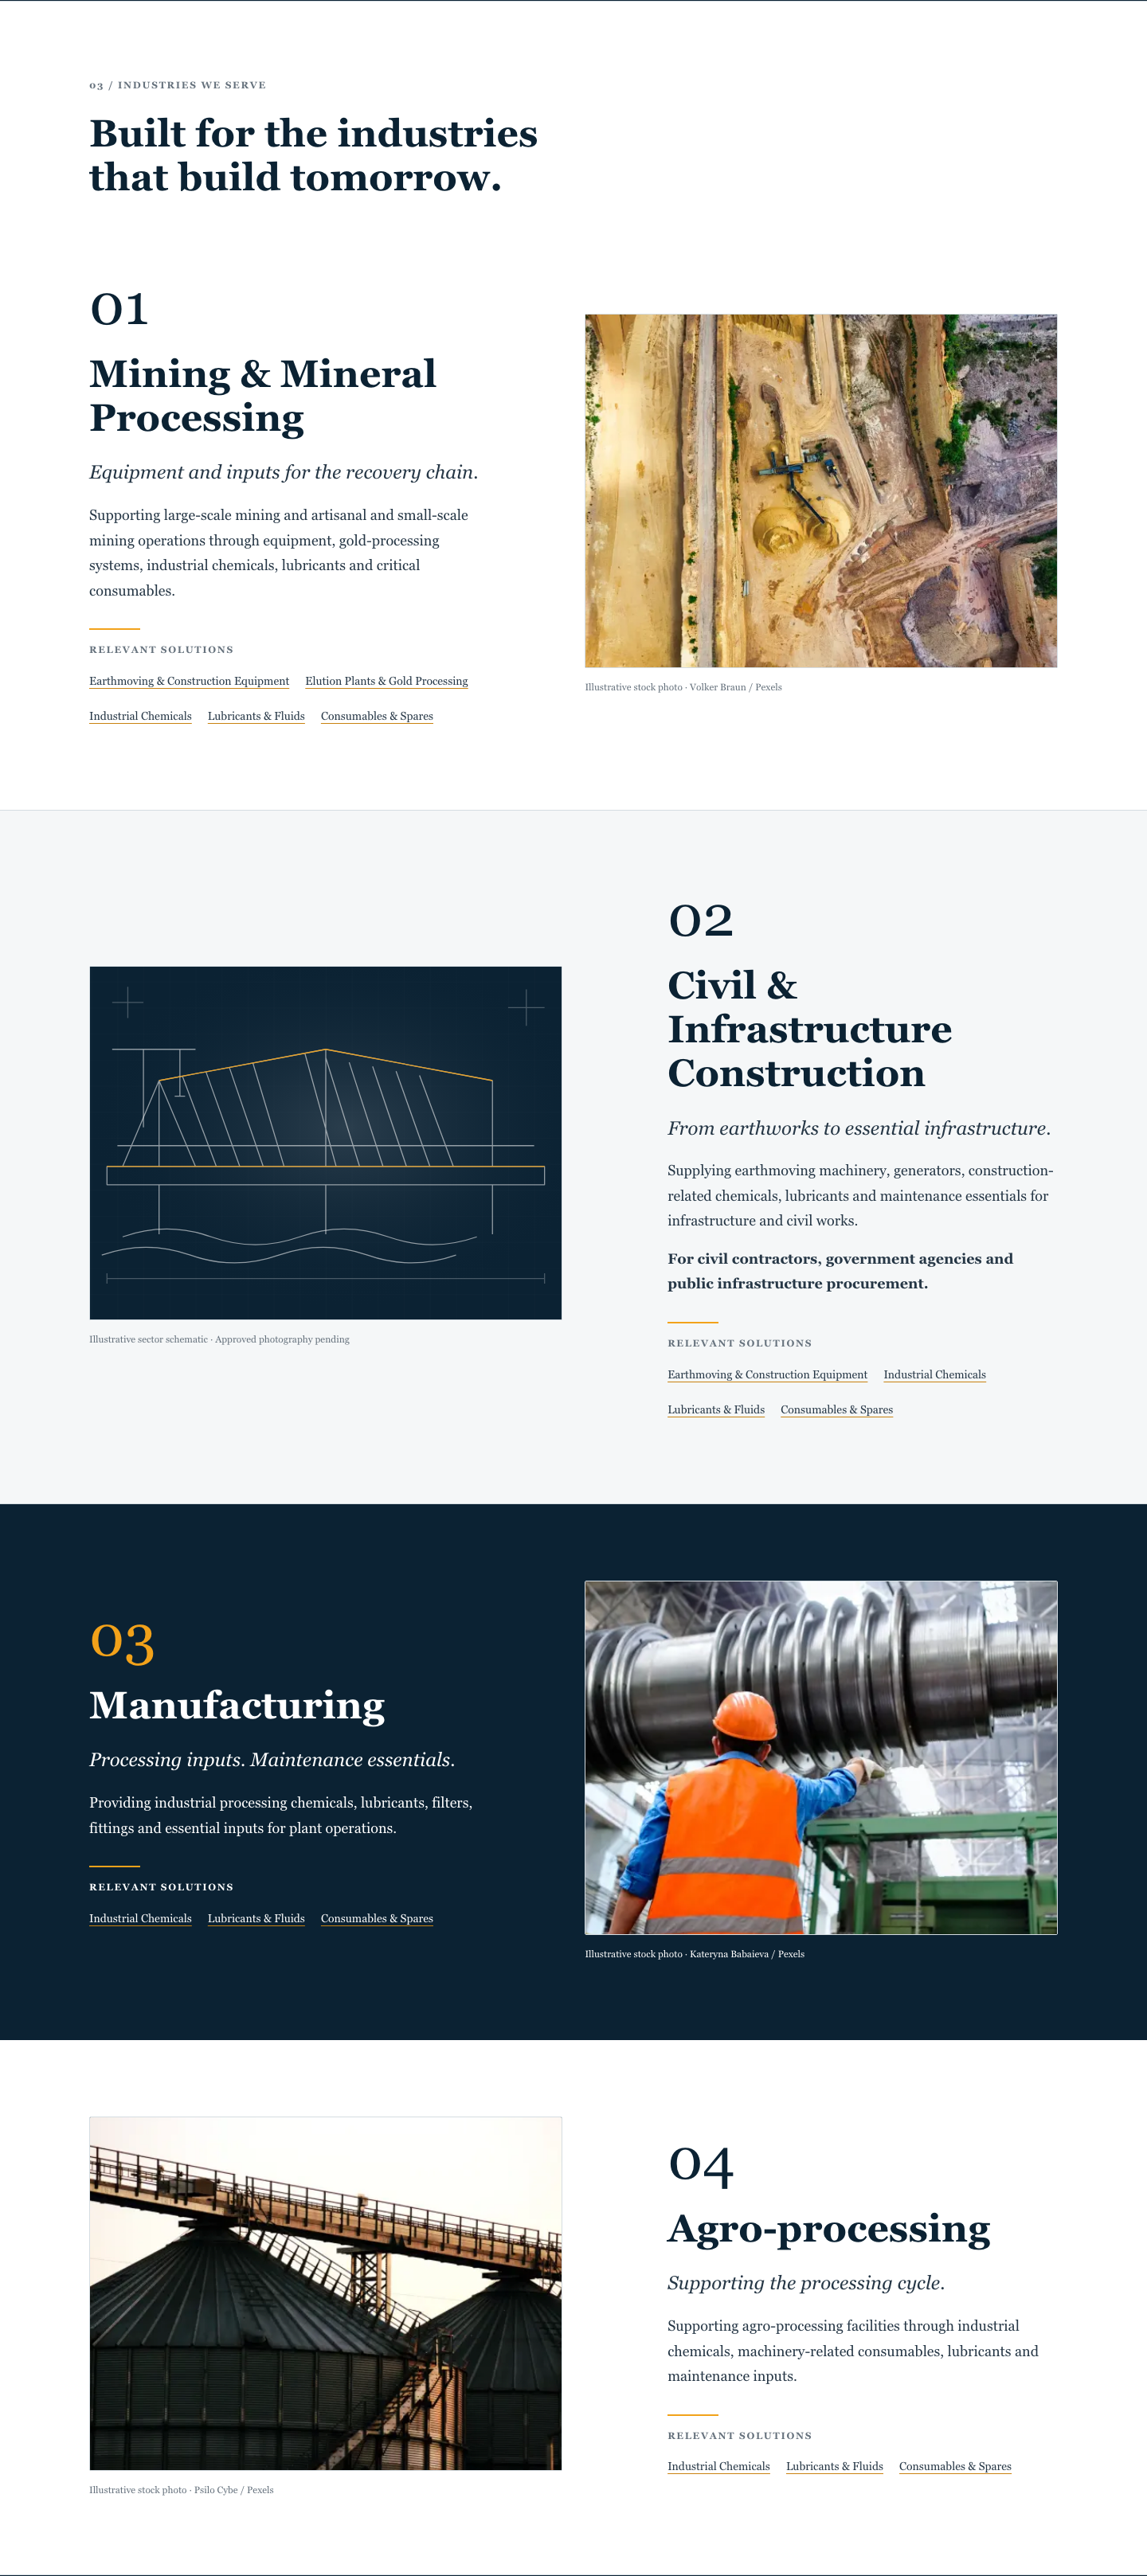 03 / INDUSTRIES WE SERVE
Built for the industries
that build tomorrow.
01
Mining & Mineral
Processing
Equipment and inputs for the recovery chain.
Supporting large-scale mining and artisanal and small-scale
mining operations through equipment, gold-processing
systems, industrial chemicals, lubricants and critical
consumables.
RELEVANT SOLUTIONS
Earthmoving & Construction Equipment Elution Plants & Gold Processing
Industrial Chemicals Lubricants & Fluids Consumables & Spares
Illustrative stock photo · Volker Braun / Pexels
Illustrative sector schematic · Approved photography pending
02
Civil &
Infrastructure
Construction
From earthworks to essential infrastructure.
Supplying earthmoving machinery, generators, construction-
related chemicals, lubricants and maintenance essentials for
infrastructure and civil works.
For civil contractors, government agencies and
public infrastructure procurement.
RELEVANT SOLUTIONS
Earthmoving & Construction Equipment Industrial Chemicals
Lubricants & Fluids Consumables & Spares
03
Manufacturing
Processing inputs. Maintenance essentials.
Providing industrial processing chemicals, lubricants, filters,
fittings and essential inputs for plant operations.
RELEVANT SOLUTIONS
Industrial Chemicals Lubricants & Fluids Consumables & Spares
Illustrative stock photo · Kateryna Babaieva / Pexels
Illustrative stock photo · Psilo Cybe / Pexels
04
Agro-processing
Supporting the processing cycle.
Supporting agro-processing facilities through industrial
chemicals, machinery-related consumables, lubricants and
maintenance inputs.
RELEVANT SOLUTIONS
Industrial Chemicals Lubricants & Fluids Consumables & Spares